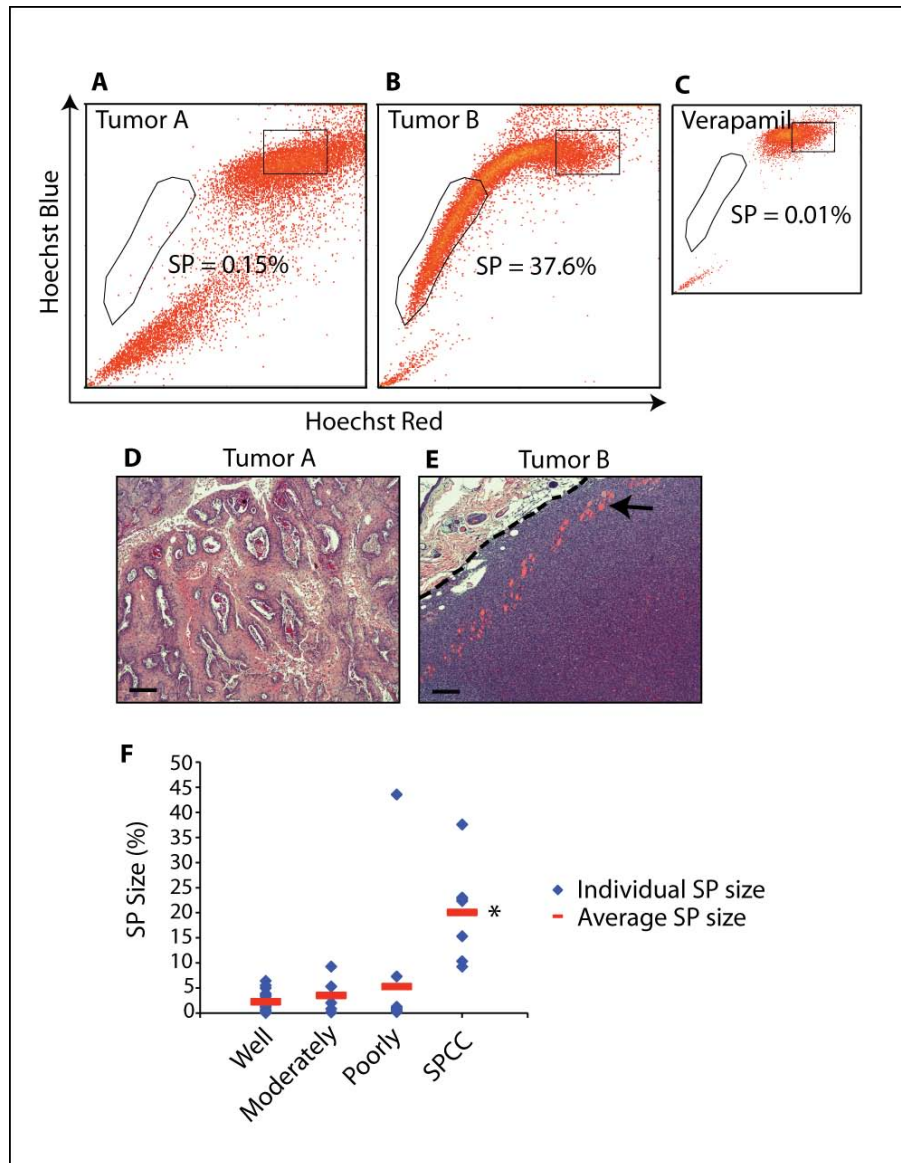 A
B
C
Tumor A
Tumor B
Verapamil
SP = 0.15%
SP = 37.6%
SP = 0.01%
Hoechst Blue
Hoechst Red
D
Tumor A
E
Tumor B
F
50
45
40
35
30
25
20
15
10
5
0
SP Size (%)
*
Individual SP size
Average SP size
Well
Moderately
Poorly
SPCC